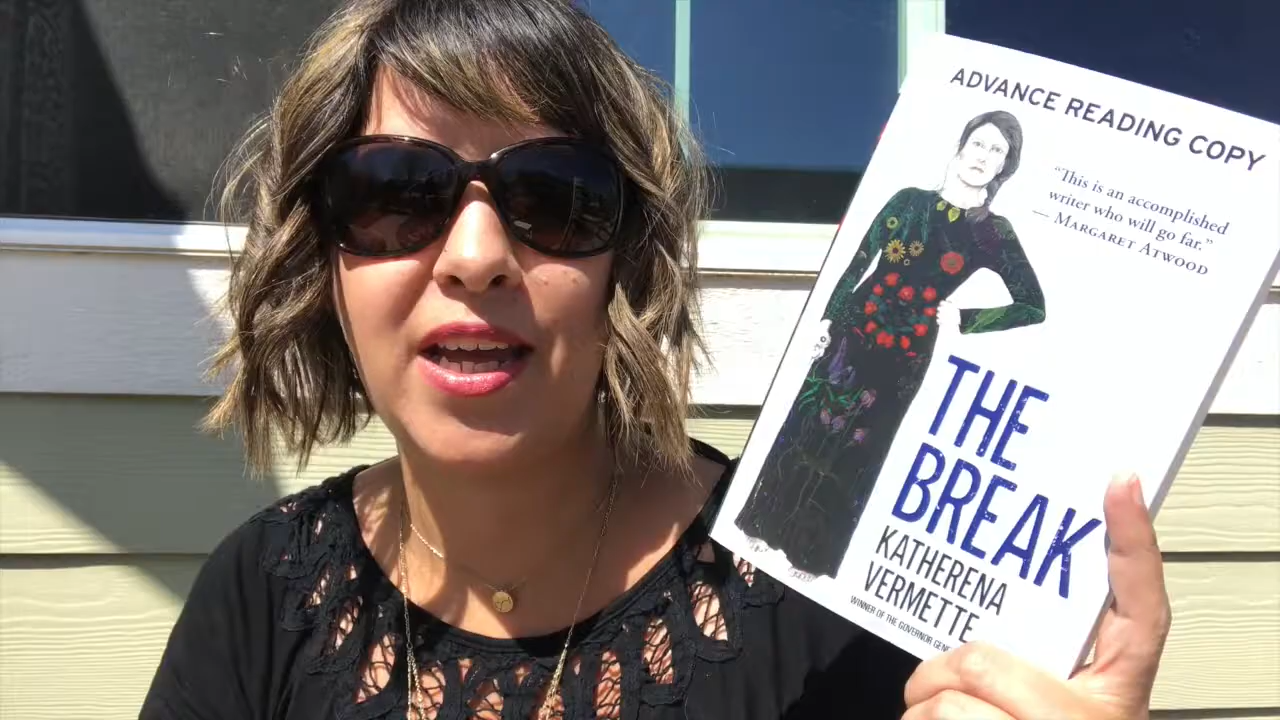 ADVANCE READING COPY
“This is an accomplished
writer who will go far.”
— MARGARET ATWOOD
THE
BREAK
KATHERENA
VERMETTE
WINNER OF THE GOVERNOR